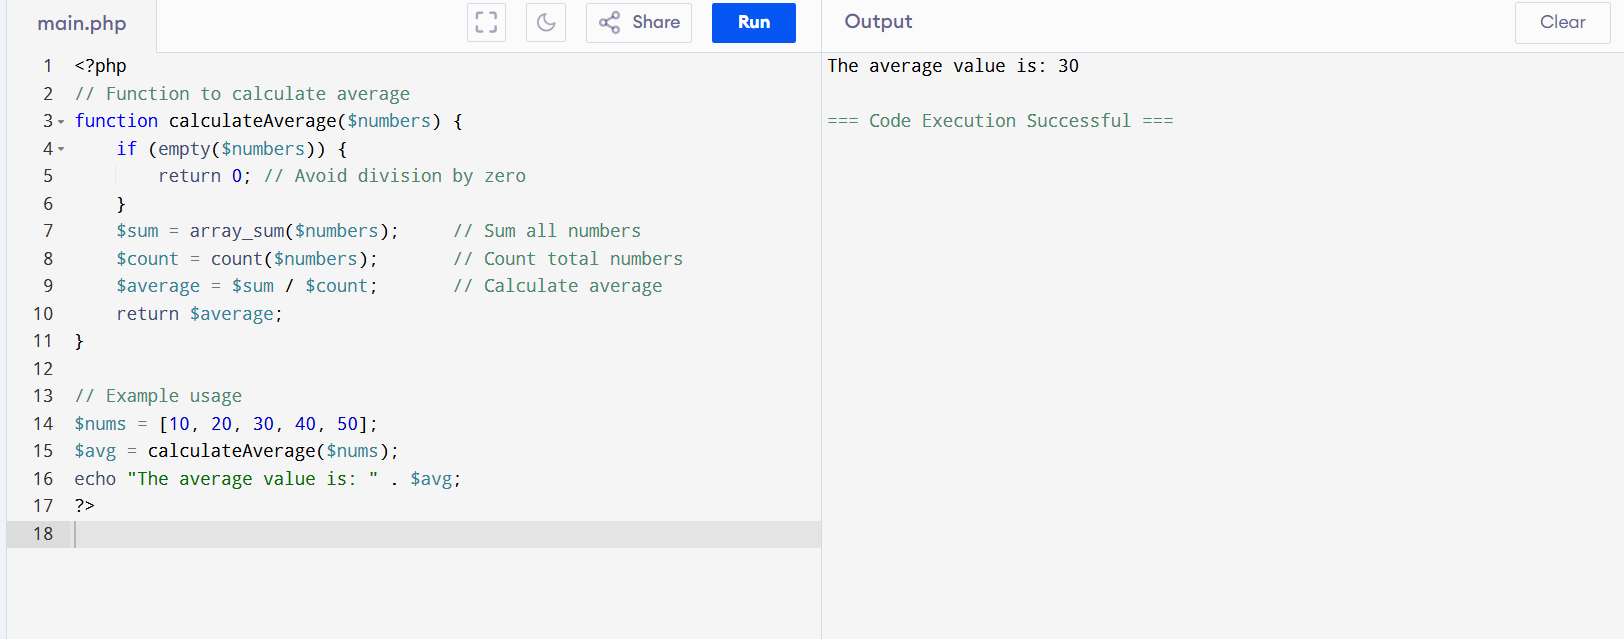 main.php
Share
Run
Output
Clear
1 <?php
2 // Function to calculate average
3 function calculateAverage($numbers) {
4     if (empty($numbers)) {
5         return 0; // Avoid division by zero
6     }
7     $sum = array_sum($numbers);     // Sum all numbers
8     $count = count($numbers);       // Count total numbers
9     $average = $sum / $count;       // Calculate average
10     return $average;
11 }
12
13 // Example usage
14 $nums = [10, 20, 30, 40, 50];
15 $avg = calculateAverage($nums);
16 echo "The average value is: " . $avg;
17 ?>
18
The average value is: 30
=== Code Execution Successful ===